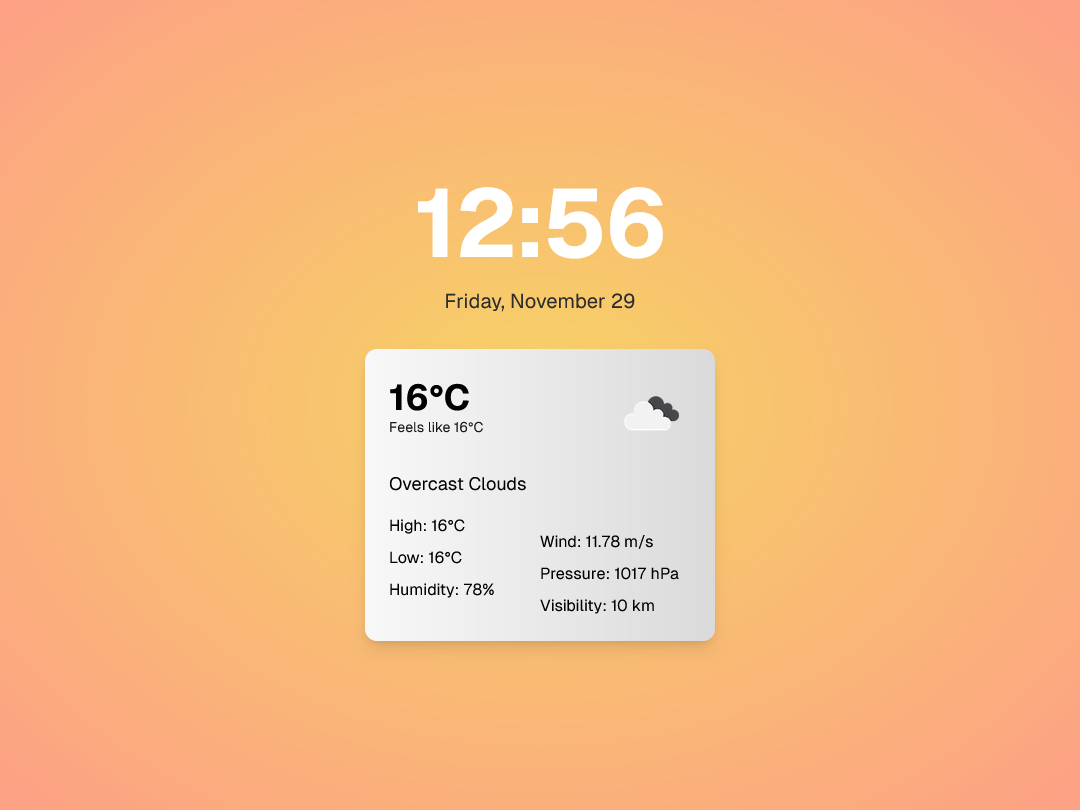 12:56
Friday, November 29
16°C
Feels like 16°C
Overcast Clouds
High: 16°C
Low: 16°C
Humidity: 78%
Wind: 11.78 m/s
Pressure: 1017 hPa
Visibility: 10 km